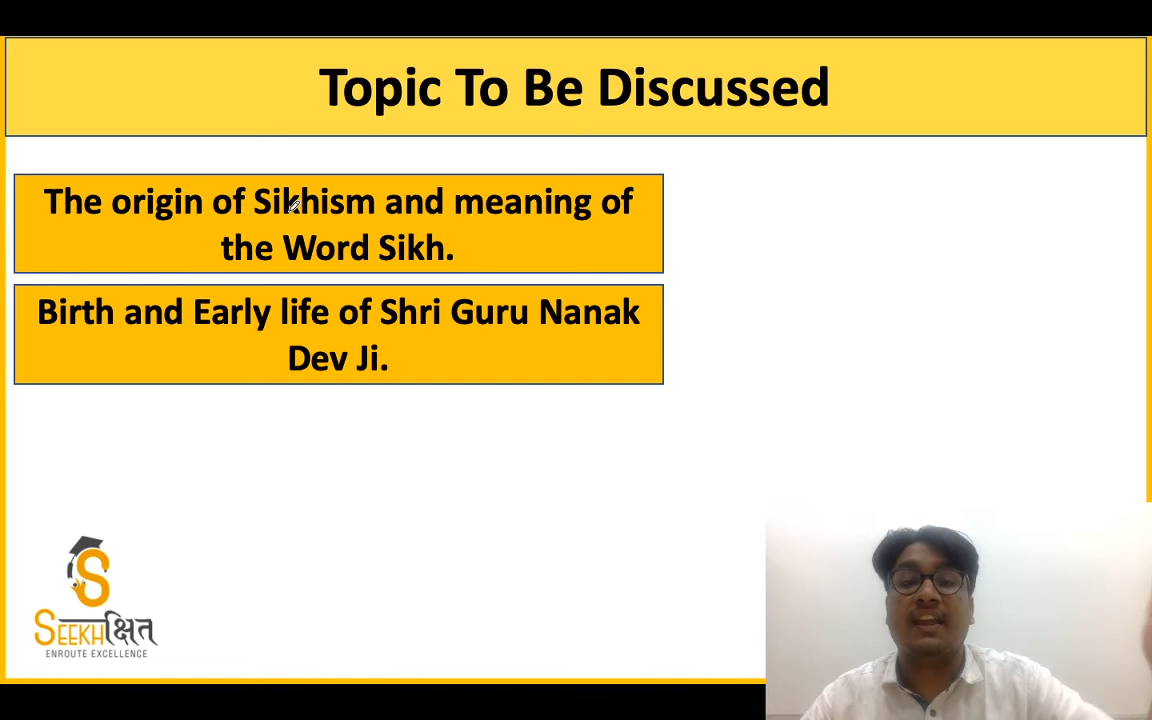 Topic To Be Discussed
The origin of Sikhism and meaning of
the Word Sikh.
Birth and Early life of Shri Guru Nanak
Dev Ji.
SEEKHक्षित
ENROUTE EXCELLENCE